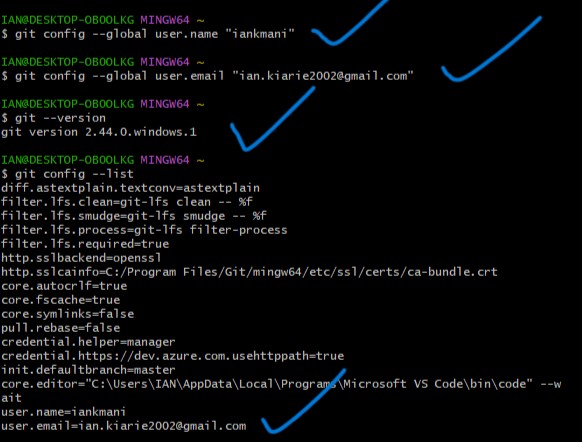 IAN@DESKTOP-OBOOLKG MINGW64 ~
$ git config --global user.name "iankmani"
IAN@DESKTOP-OBOOLKG MINGW64 ~
$ git config --global user.email "ian.kiarie2002@gmail.com"
IAN@DESKTOP-OBOOLKG MINGW64 ~
$ git --version
git version 2.44.0.windows.1
IAN@DESKTOP-OBOOLKG MINGW64 ~
$ git config --list
diff.astextplain.textconv=astextplain
filter.lfs.clean=git-lfs clean -- %f
filter.lfs.smudge=git-lfs smudge -- %f
filter.lfs.process=git-lfs filter-process
filter.lfs.required=true
http.sslbackend=openssl
http.sslcainfo=C:/Program Files/Git/mingw64/etc/ssl/certs/ca-bundle.crt
core.autocrlf=true
core.fscache=true
core.symlinks=false
pull.rebase=false
credential.helper=manager
credential.https://dev.azure.com.usehttppath=true
init.defaultbranch=master
core.editor="C:\Users\IAN\AppData\Local\Programs\Microsoft VS Code\bin\code" --w
ait
user.name=iankmani
user.email=ian.kiarie2002@gmail.com